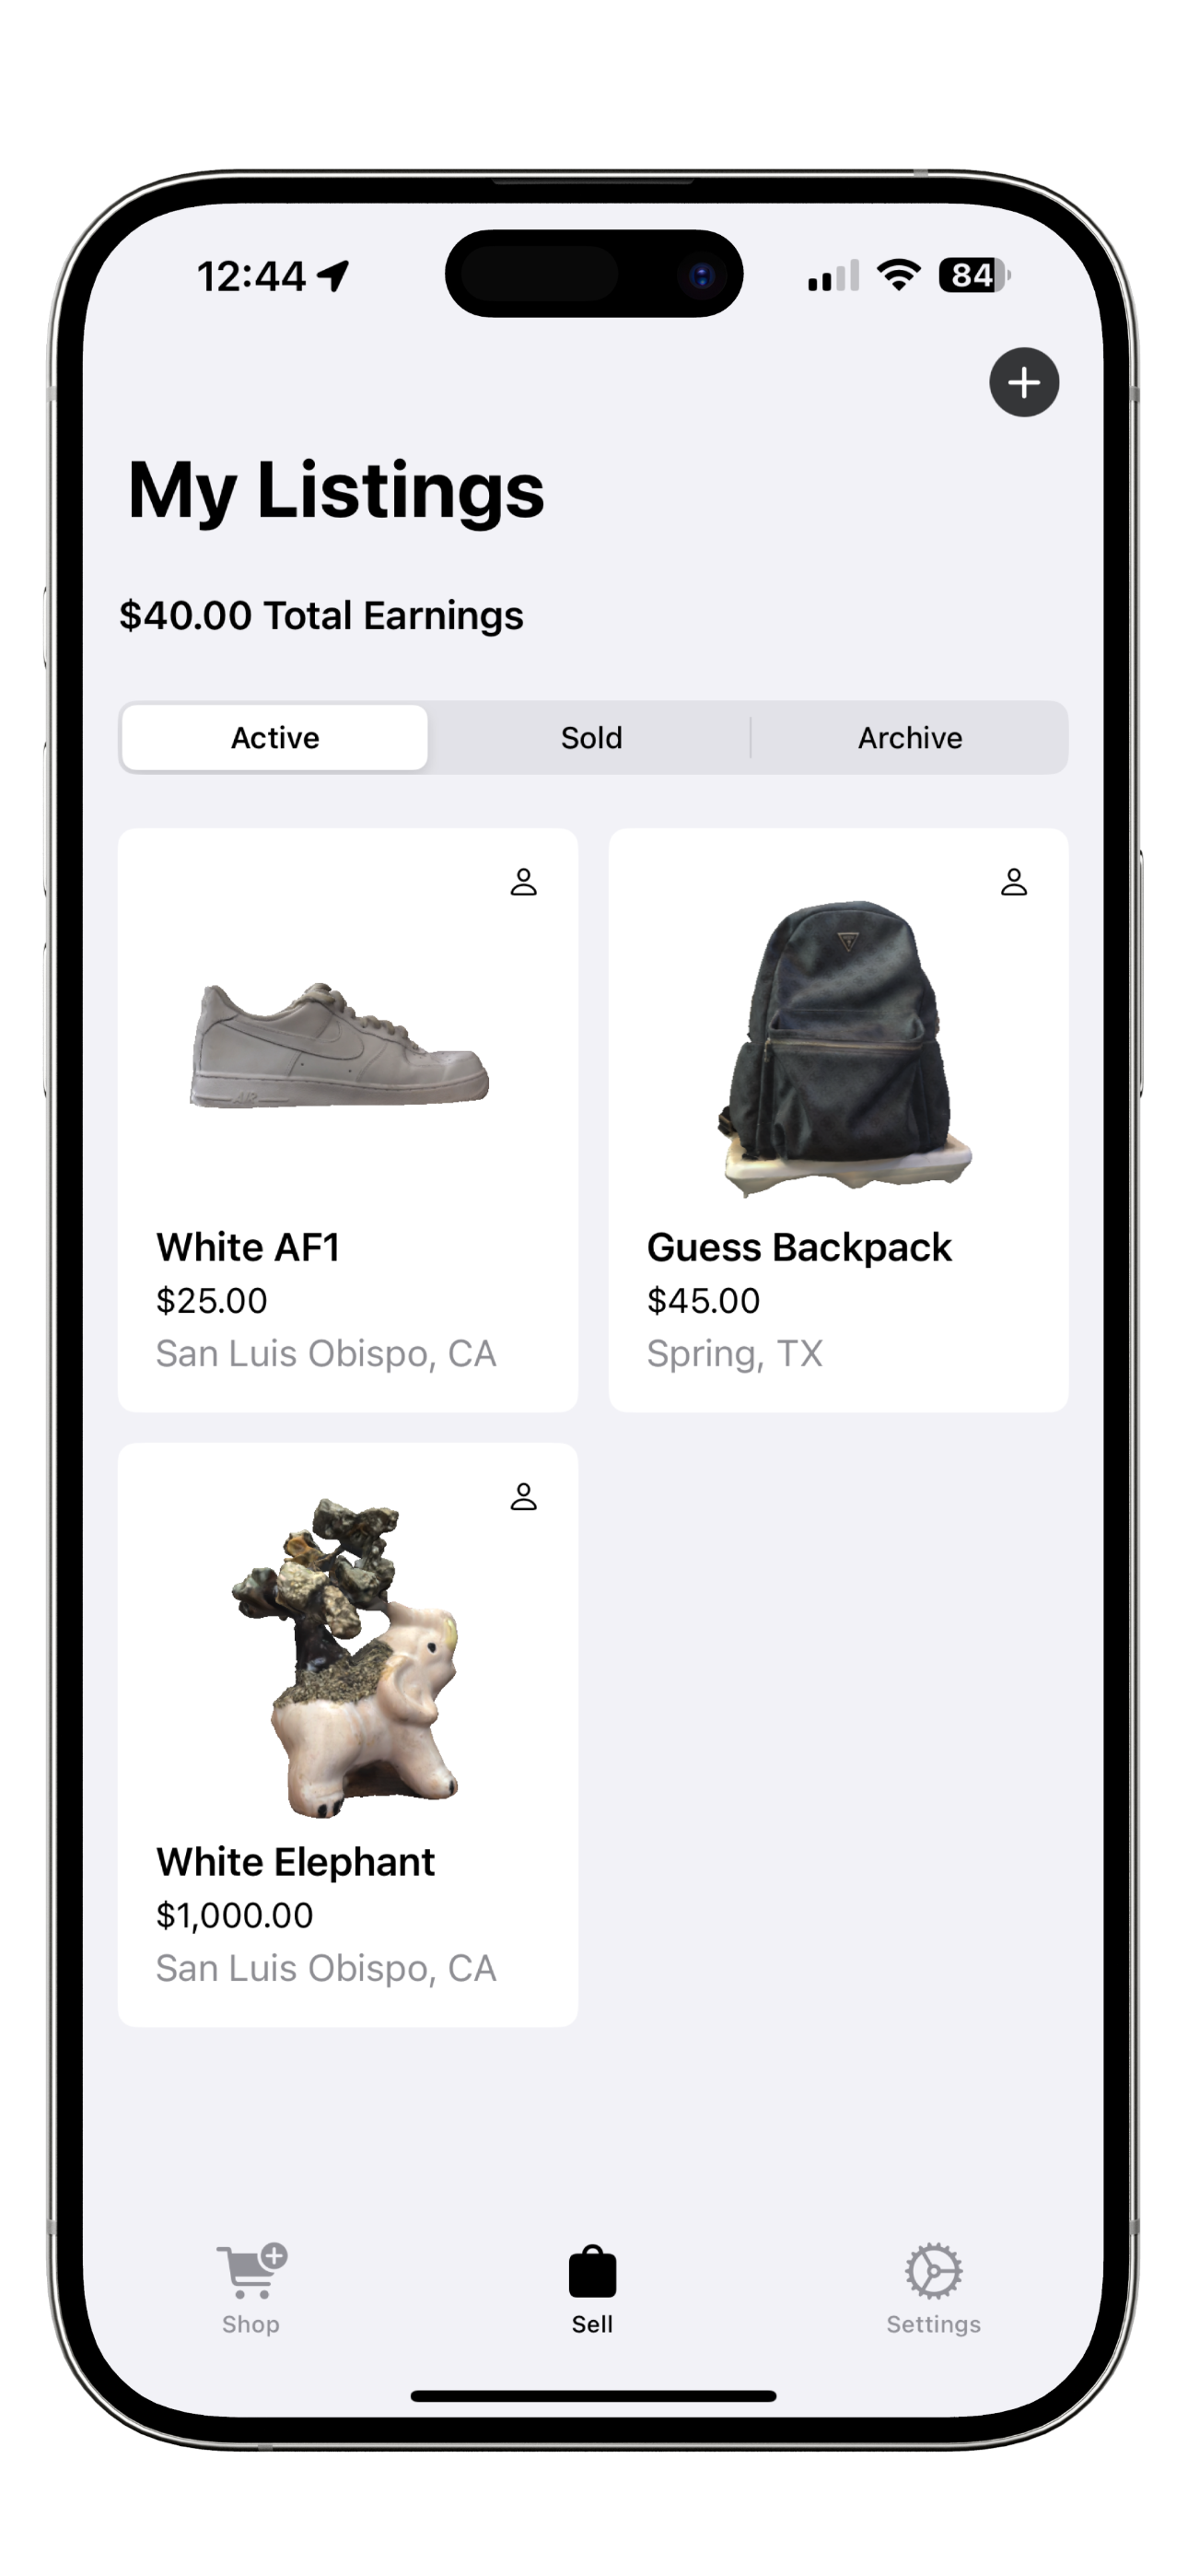 12:44
84
My Listings
$40.00 Total Earnings
Active
Sold
Archive
White AF1
$25.00
San Luis Obispo, CA
Guess Backpack
$45.00
Spring, TX
AIR
White Elephant
$1,000.00
San Luis Obispo, CA
Shop
Sell
Settings